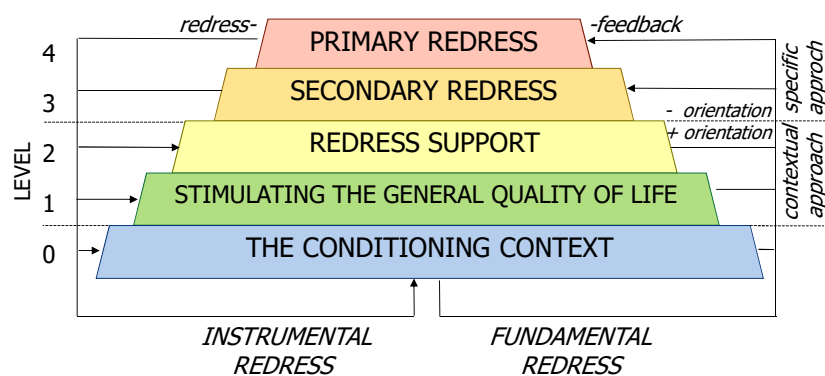 redress-
-feedback
4
PRIMARY REDRESS
specific
approch
3
SECONDARY REDRESS
- orientation
+ orientation
LEVEL
2
REDRESS SUPPORT
contextual
approach
1
STIMULATING THE GENERAL QUALITY OF LIFE
0
THE CONDITIONING CONTEXT
INSTRUMENTAL
REDRESS
FUNDAMENTAL
REDRESS